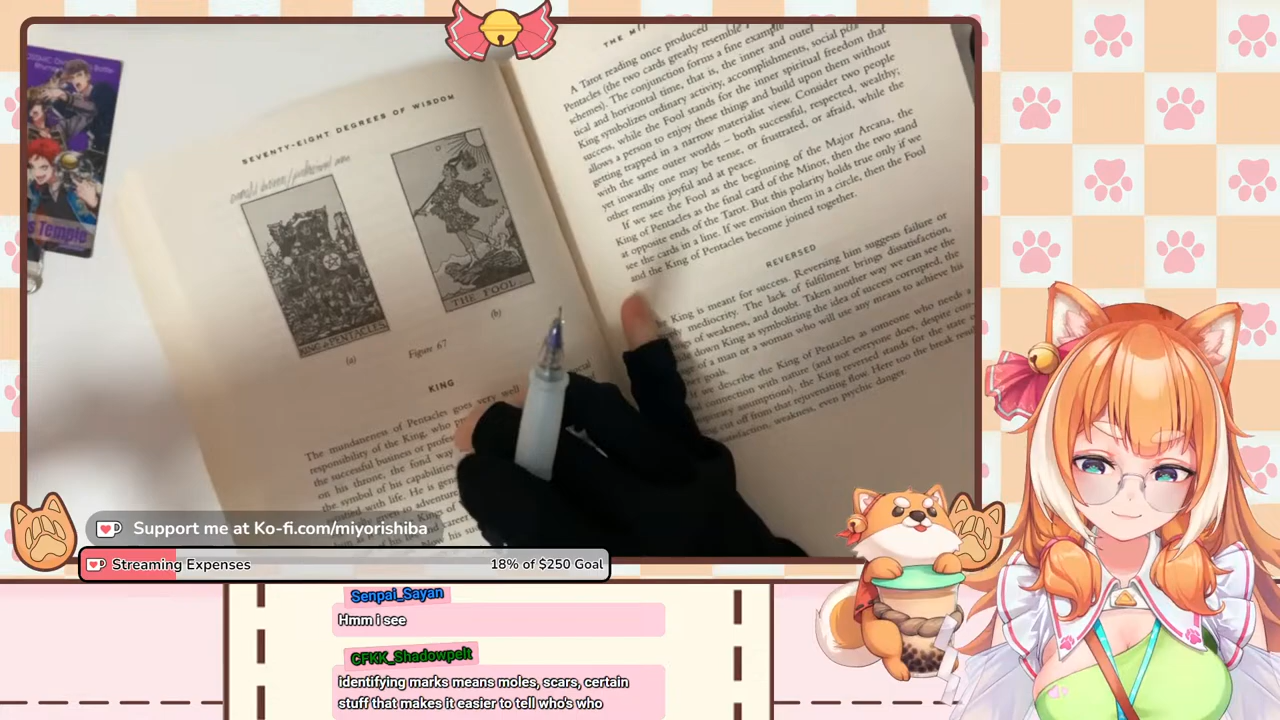 SEVENTY-EIGHT DEGREES OF WISDOM
KING of PENTACLES
THE FOOL
(a)
(b)
Figure 67
KING
The mundaneness of Pentacles goes very well
responsibility of the King, who
the successful business or
on his throne, the fond way
the symbol of his capabilities
with life. He is
even so adventure
Kings of
career
Now his
THE
A Tarot reading once produced
Pentacles (the two cards greatly resemble
schemes). The conjunction forms a fine example
tical and horizontal time, that is, the inner and outer
King symbolizes ordinary activity, accomplishments, social
success, while the Fool stands for the inner spiritual freedom that
allows a person to enjoy these things and build upon them without
getting trapped in a narrow materialist view. Consider two people
with the same outer worlds – both successful, respected, wealthy;
yet inwardly one may be tense, or frustrated, or afraid, while the
other remains joyful and at peace.
If we see the Fool as the beginning of the Major Arcana, the
King of Pentacles as the final card of the Minor, then the two stand
at opposite ends of the Tarot. But this polarity holds true only if we
see the cards in a line. If we envision them in a circle, then the Fool
and the King of Pentacles become joined together.
REVERSED
King is meant for success. Reversing him suggests failure or
mediocrity. The lack of fulfilment brings dissatisfaction,
of weakness, and doubt. Taken another way we can see the
down King as symbolizing the idea of success corrupted, the
of a man or a woman who will use any means to achieve his
goals.
If we describe the King of Pentacles as someone who needs a
connection with nature (and not everyone does, despite con-
assumptions), the King reversed stands for the state
cut off from that rejuvenating flow. Here too the break
weakness, even psychic danger.
Temple
Support me at Ko-fi.com/miyorishiba
Streaming Expenses
18% of $250 Goal
Senpai_Sayan
Hmm i see
CFKK_Shadowpelt
identifying marks means moles, scars, certain
stuff that makes it easier to tell who's who